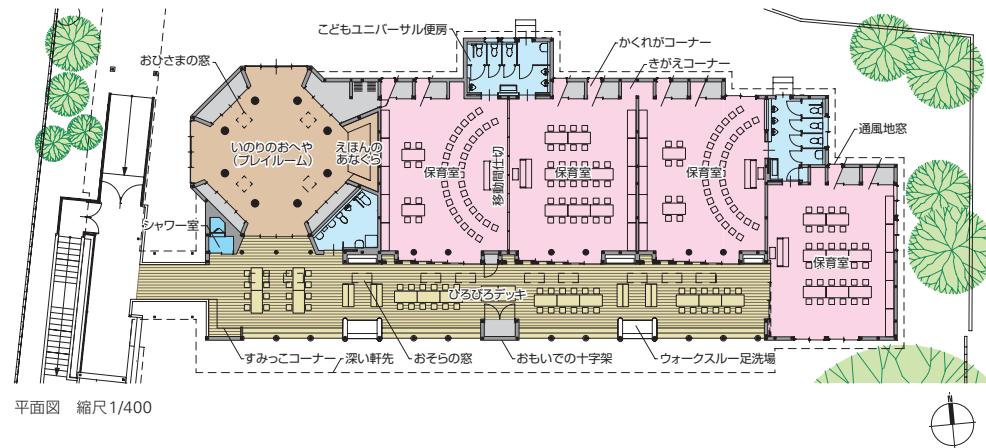 こどもユニバーサル便房
かくれがコーナー
きがえコーナー
おひさまの窓
通風地窓
いのりのおへや
(プレイルーム)
えほんの
あなぐら
保育室
移動間仕切
保育室
保育室
シャワー室
保育室
ひろびろデッキ
すみっこコーナー
深い軒先
おそらの窓
おもいでの十字架
ウォークスルー足洗場
平面図 縮尺1/400
N